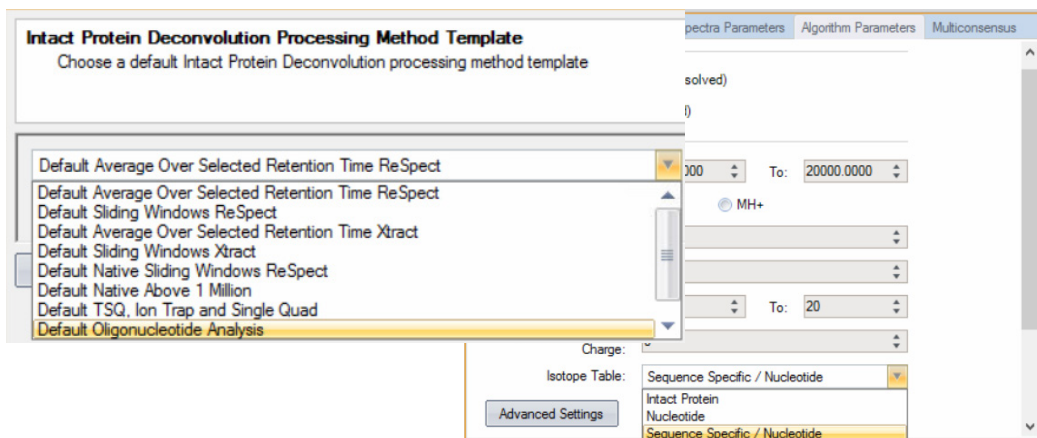 Intact Protein Deconvolution Processing Method Template
Choose a default Intact Protein Deconvolution processing method template
Default Average Over Selected Retention Time ReSpect
Default Average Over Selected Retention Time ReSpect
Default Sliding Windows ReSpect
Default Average Over Selected Retention Time Xtract
Default Sliding Windows Xtract
Default Native Sliding Windows ReSpect
Default Native Above 1 Million
Default TSQ, Ion Trap and Single Quad
Default Oligonucleotide Analysis
pectra Parameters Algorithm Parameters Multiconsensus
solved)
000 To: 20000.0000
MH+
To: 20
Charge:
Isotope Table: Sequence Specific / Nucleotide
Intact Protein
Nucleotide
Advanced Settings Sequence Specific / Nucleotide